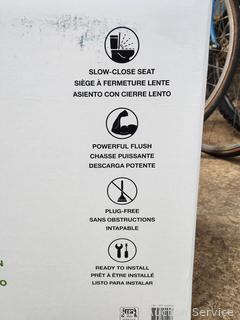 SLOW-CLOSE SEAT
SIÈGE À FERMETURE LENTE
ASIENTO CON CIERRE LENTO
POWERFUL FLUSH
CHASSE PUISSANTE
DESCARGA POTENTE
PLUG-FREE
SANS OBSTRUCTIONS
INTAPABLE
N
READY TO INSTALL
PRÊT À ÊTRE INSTALLÉ
O
LISTO PARA INSTALAR